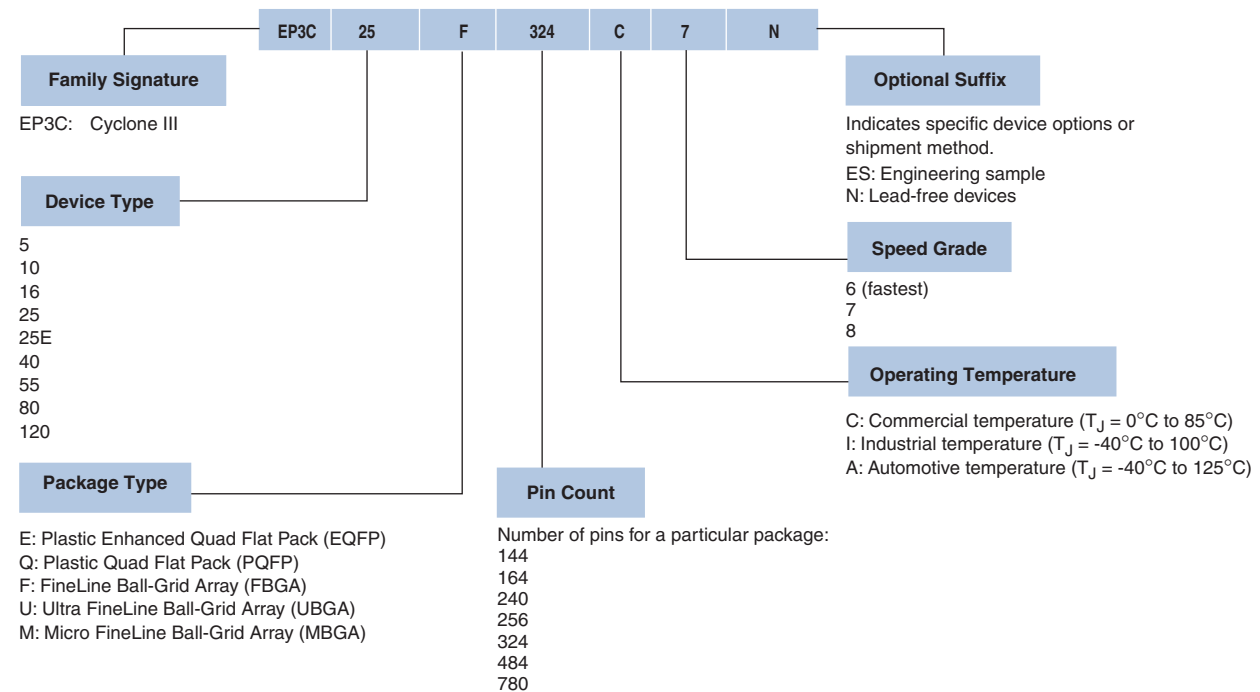 EP3C 25 F 324 C 7 N
Family Signature
EP3C: Cyclone III
Optional Suffix
Indicates specific device options or
shipment method.
ES: Engineering sample
N: Lead-free devices
Device Type
5
10
16
25
25E
40
55
80
120
Speed Grade
6 (fastest)
7
8
Operating Temperature
C: Commercial temperature (TJ = 0°C to 85°C)
I: Industrial temperature (TJ = -40°C to 100°C)
A: Automotive temperature (TJ = -40°C to 125°C)
Package Type
E: Plastic Enhanced Quad Flat Pack (EQFP)
Q: Plastic Quad Flat Pack (PQFP)
F: FineLine Ball-Grid Array (FBGA)
U: Ultra FineLine Ball-Grid Array (UBGA)
M: Micro FineLine Ball-Grid Array (MBGA)
Pin Count
Number of pins for a particular package:
144
164
240
256
324
484
780